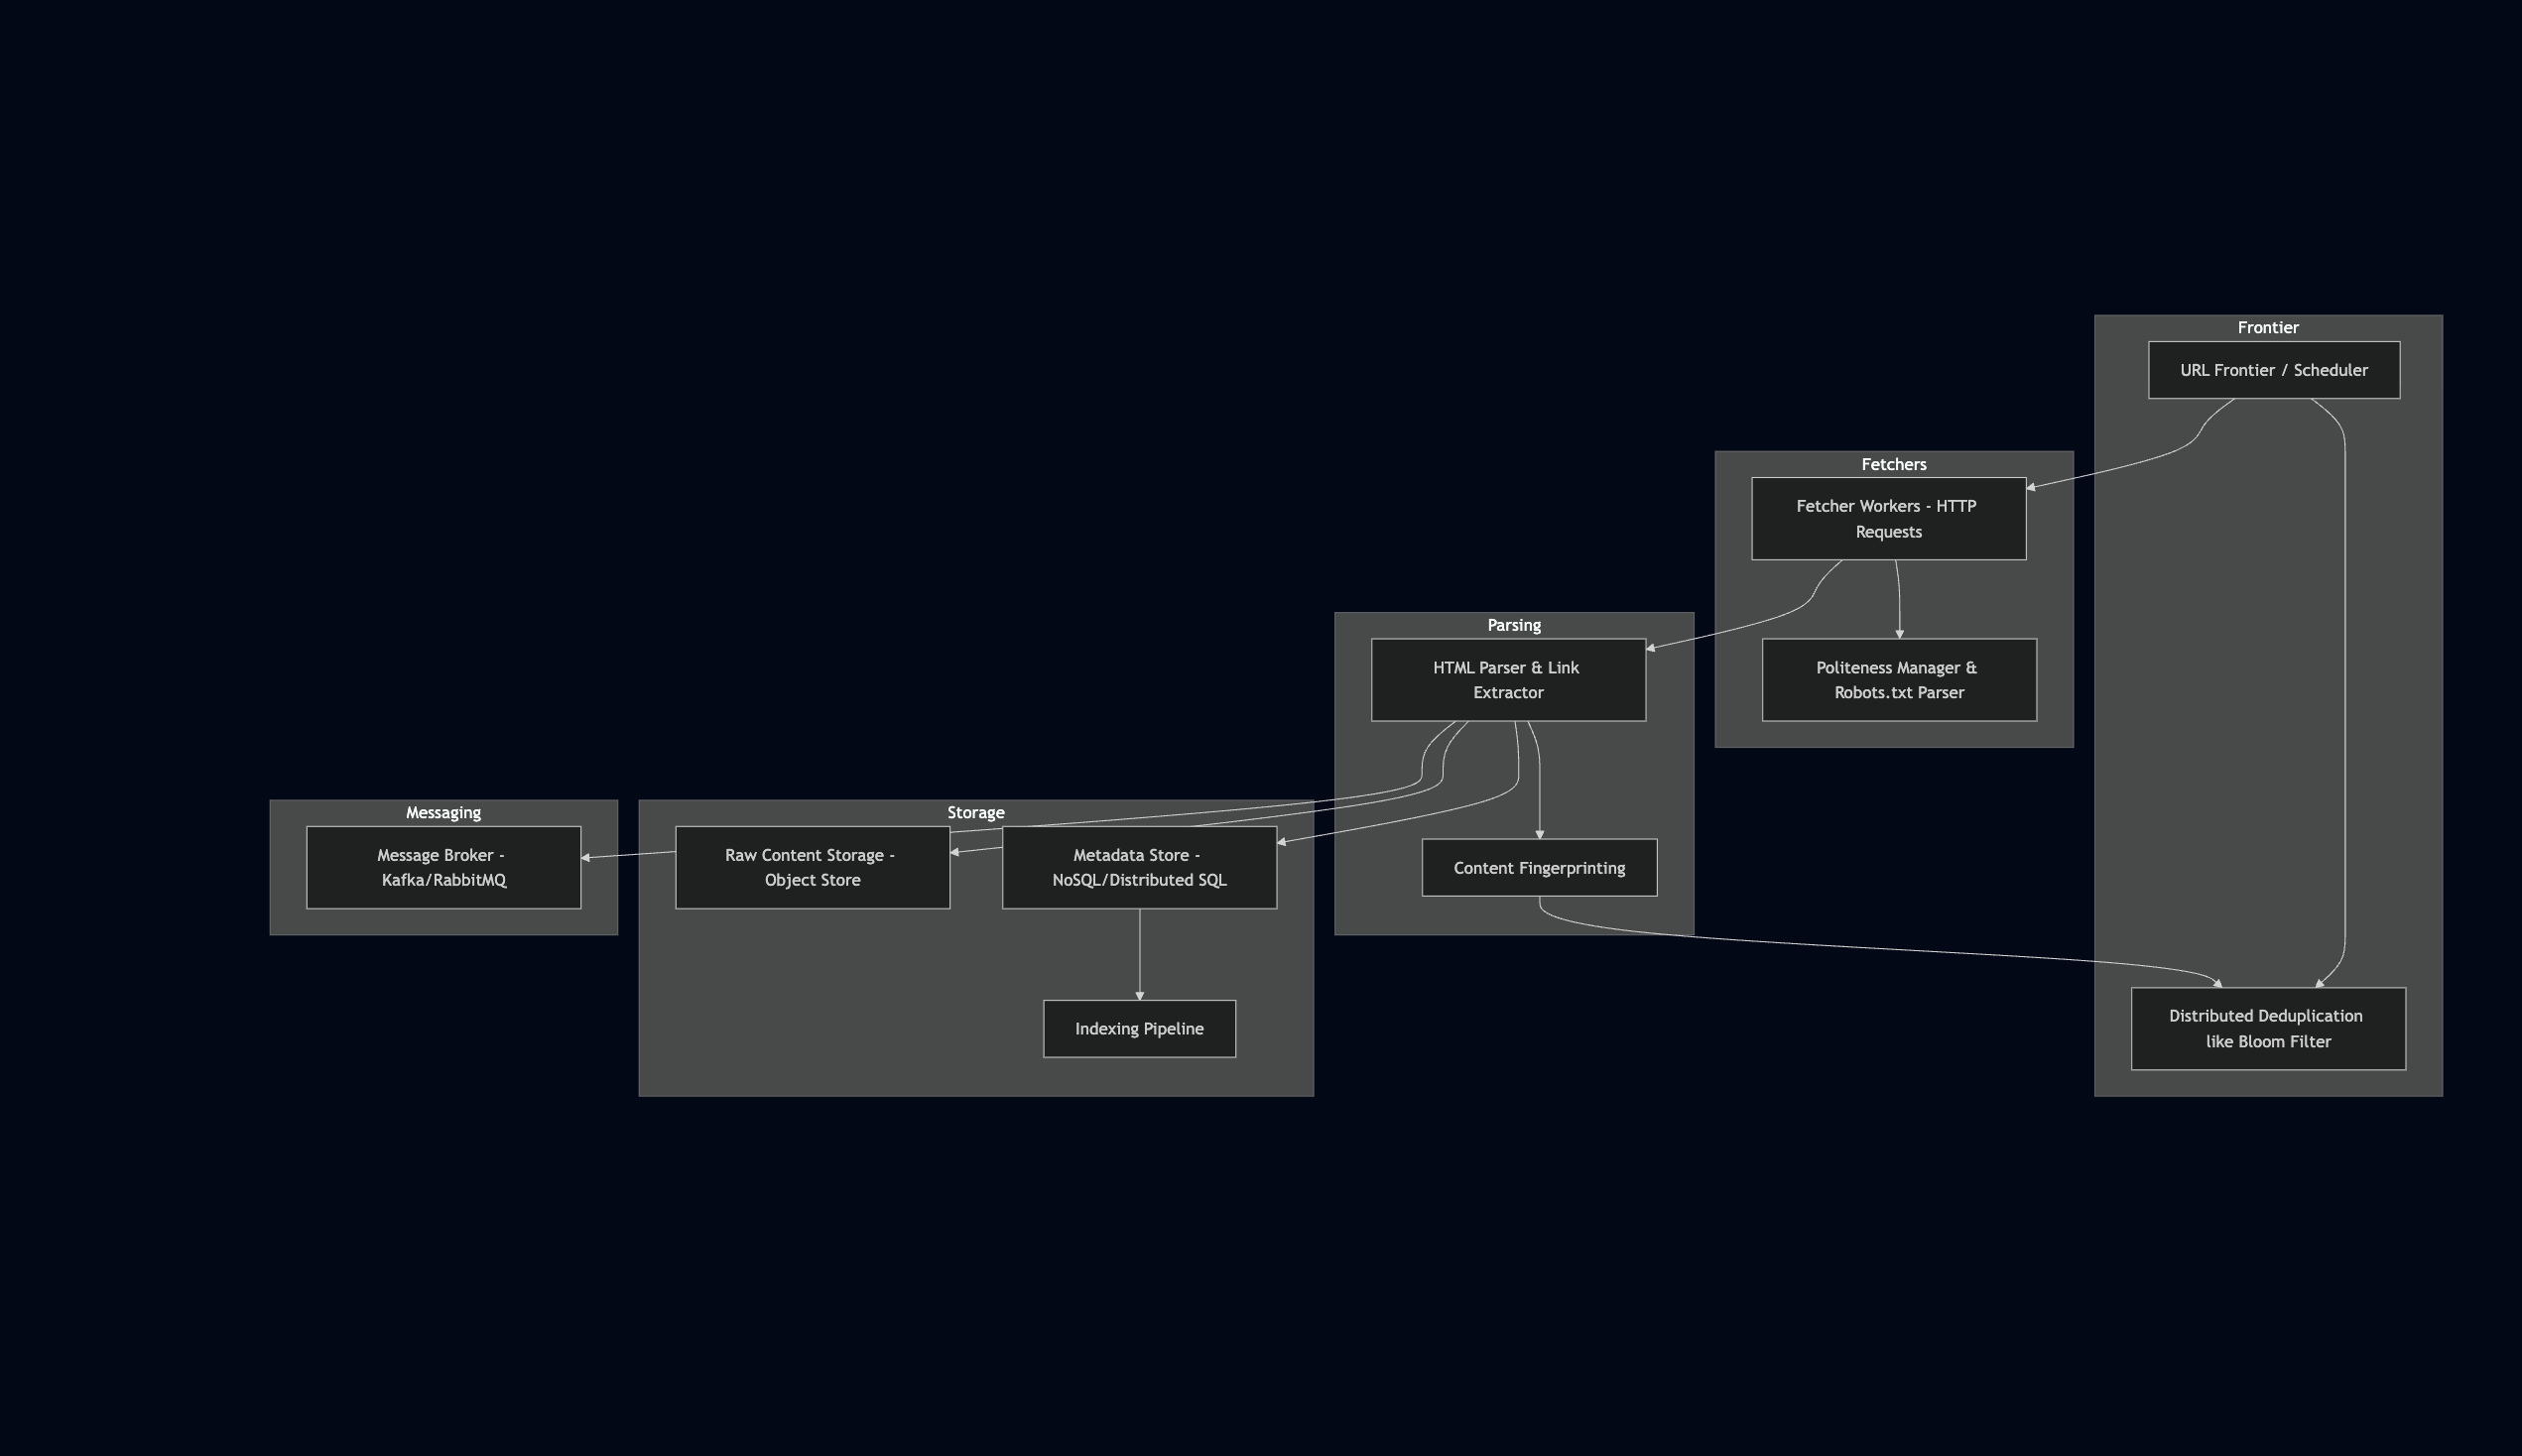 Frontier
URL Frontier / Scheduler
Fetchers
Fetcher Workers - HTTP
Requests
Parsing
HTML Parser & Link
Extractor
Politeness Manager &
Robots.txt Parser
Messaging
Message Broker -
Kafka/RabbitMQ
Storage
Raw Content Storage -
Object Store
Metadata Store -
NoSQL/Distributed SQL
Content Fingerprinting
Indexing Pipeline
Distributed Deduplication
like Bloom Filter